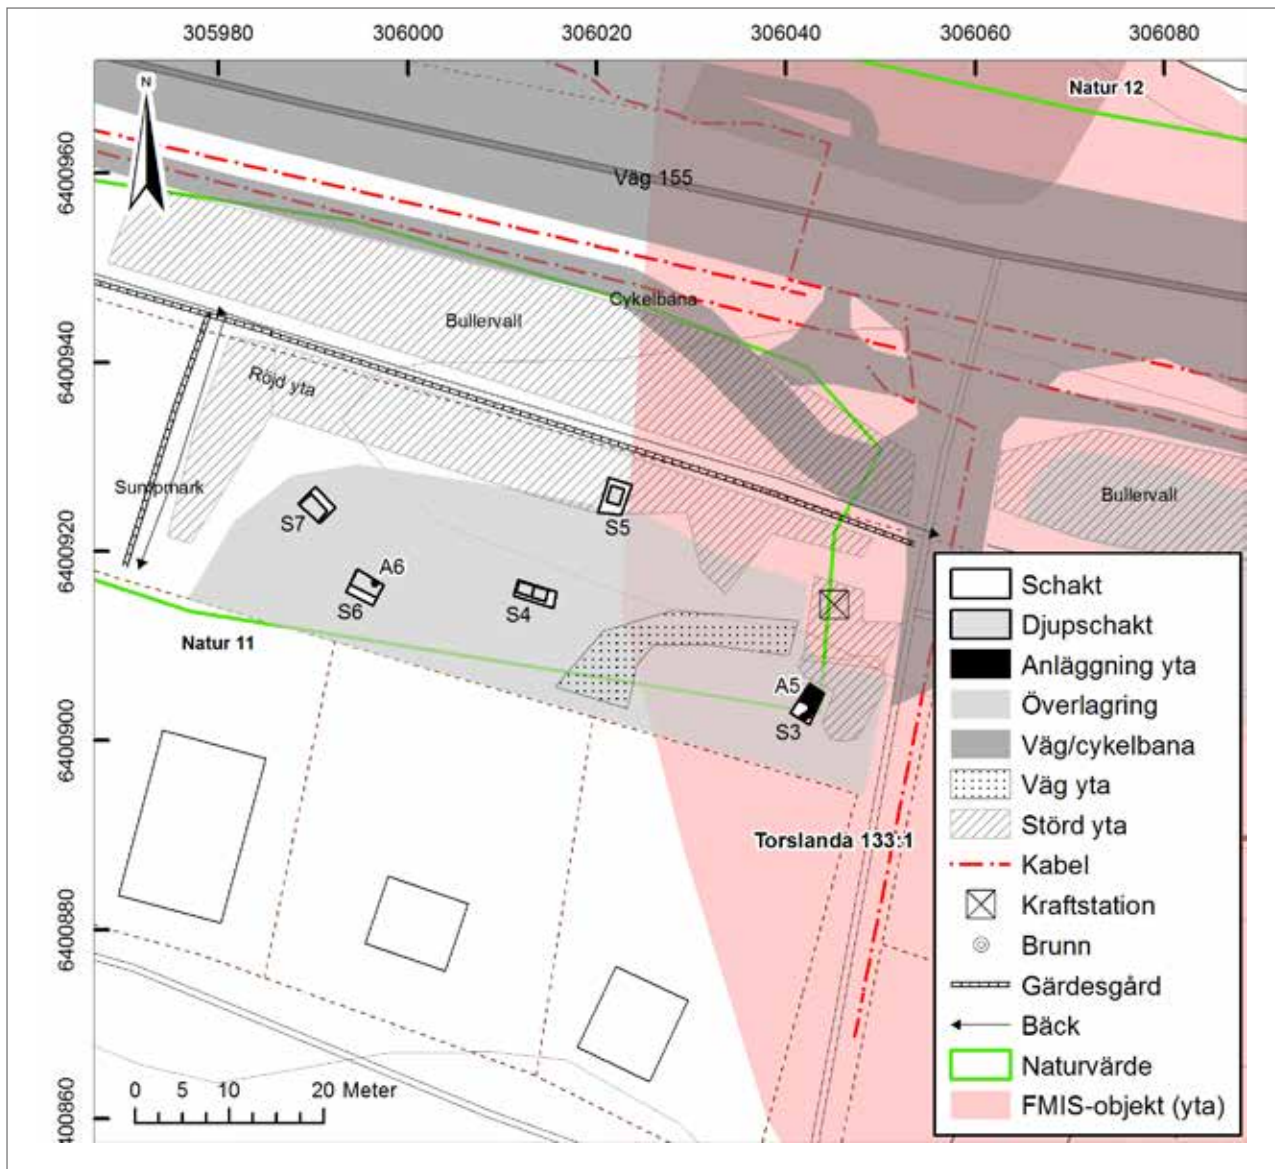 305980 306000 306020 306040 306060 306080
N
Natur 12
6400960
Väg 155
Cykelbana
Bullervall
6400940
Röjd yta
Sumpmark
Bullervall
S7
S5
6400920
A6
S6
S4
Natur 11
A5
S3
6400900
Torslanda 133:1
6400880
0 5 10 20 Meter
6400860
Schakt
Djupschakt
Anläggning yta
Överlagring
Väg/cykelbana
Väg yta
Störd yta
Kabel
Kraftstation
Brunn
Gärdesgård
Bäck
Naturvärde
FMIS-objekt (yta)